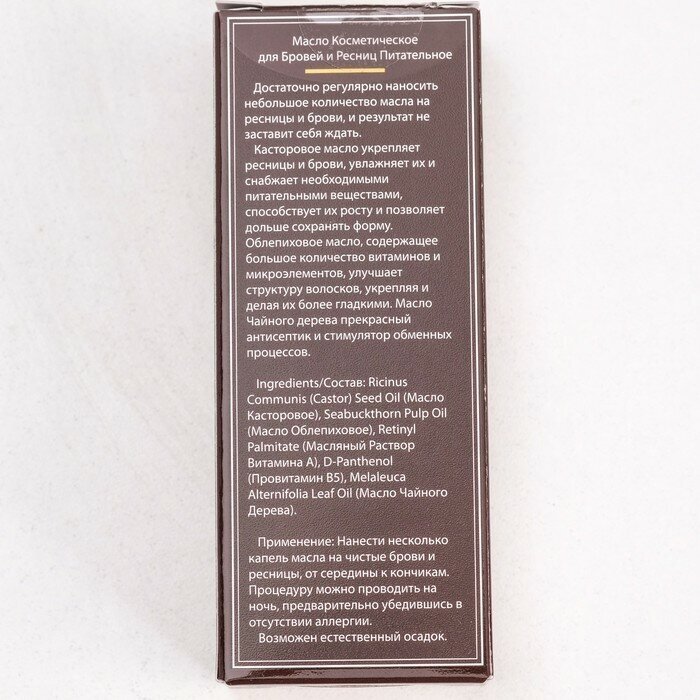 Масло Косметическое
для Бровей и Ресниц Питательное
Достаточно регулярно наносить
небольшое количество масла на
ресницы и брови, и результат не
заставит себя ждать.
Касторовое масло укрепляет
ресницы и брови, увлажняет их и
снабжает необходимыми
питательными веществами,
способствует их росту и позволяет
дольше сохранять форму.
Облепиховое масло, содержащее
большое количество витаминов и
микроэлементов, улучшает
структуру волосков, укрепляя и
делая их более гладкими. Масло
Чайного дерева прекрасный
антисептик и стимулятор обменных
процессов.
Ingredients/Состав: Ricinus
Communis (Castor) Seed Oil (Масло
Касторовое), Seabuckthorn Pulp Oil
(Масло Облепиховое), Retinyl
Palmitate (Масляный Раствор
Витамина А), D-Panthenol
(Провитамин В5), Melaleuca
Alternifolia Leaf Oil (Масло Чайного
Дерева).
Применение: Нанести несколько
капель масла на чистые брови и
ресницы, от середины к кончикам.
Процедуру можно проводить на
ночь, предварительно убедившись в
отсутствии аллергии.
Возможен естественный осадок.